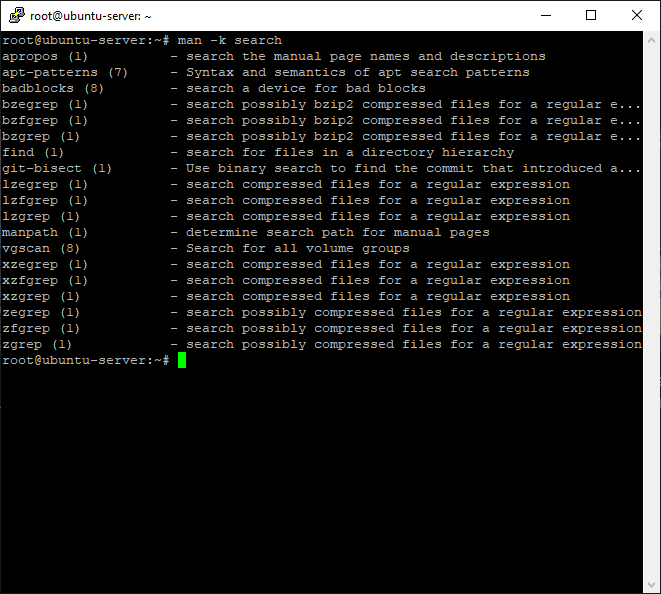 root@ubuntu-server: ~
root@ubuntu-server:~# man -k search
apropos (1)          - search the manual page names and descriptions
apt-patterns (7)     - Syntax and semantics of apt search patterns
badblocks (8)        - search a device for bad blocks
bzegrep (1)          - search possibly bzip2 compressed files for a regular e...
bzfgrep (1)          - search possibly bzip2 compressed files for a regular e...
bzgrep (1)           - search possibly bzip2 compressed files for a regular e...
find (1)             - search for files in a directory hierarchy
git-bisect (1)       - Use binary search to find the commit that introduced a...
lzegrep (1)          - search compressed files for a regular expression
lzfgrep (1)          - search compressed files for a regular expression
lzgrep (1)           - search compressed files for a regular expression
manpath (1)          - determine search path for manual pages
vgscan (8)           - Search for all volume groups
xzegrep (1)          - search compressed files for a regular expression
xzfgrep (1)          - search compressed files for a regular expression
xzgrep (1)           - search compressed files for a regular expression
zegrep (1)           - search possibly compressed files for a regular expression
zfgrep (1)           - search possibly compressed files for a regular expression
zgrep (1)            - search possibly compressed files for a regular expression
root@ubuntu-server:~#